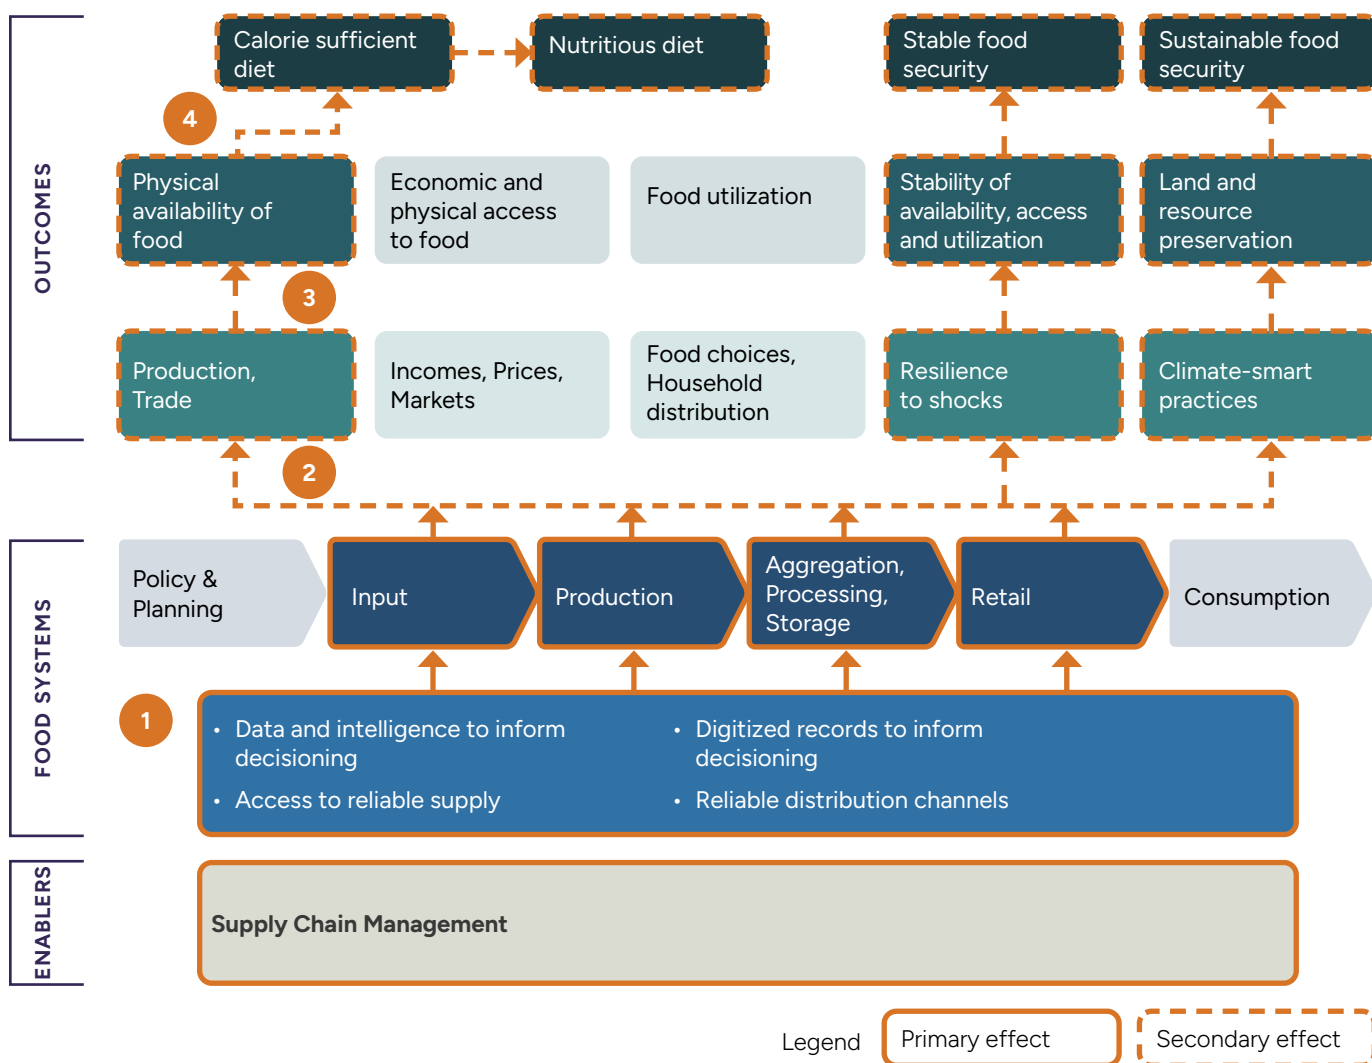 OUTCOMES
Calorie sufficient
diet
Nutritious diet
Stable food
security
Sustainable food
security
4
Physical
availability of
food
Economic and
physical access
to food
Food utilization
Stability of
availability, access
and utilization
Land and
resource
preservation
3
Production,
Trade
Incomes, Prices,
Markets
Food choices,
Household
distribution
Resilience
to shocks
Climate-smart
practices
2
FOOD SYSTEMS
Policy &
Planning
Input
Production
Aggregation,
Processing,
Storage
Retail
Consumption
1
• Data and intelligence to inform
decisioning
• Access to reliable supply
• Digitized records to inform
decisioning
• Reliable distribution channels
ENABLERS
Supply Chain Management
Legend
Primary effect
Secondary effect